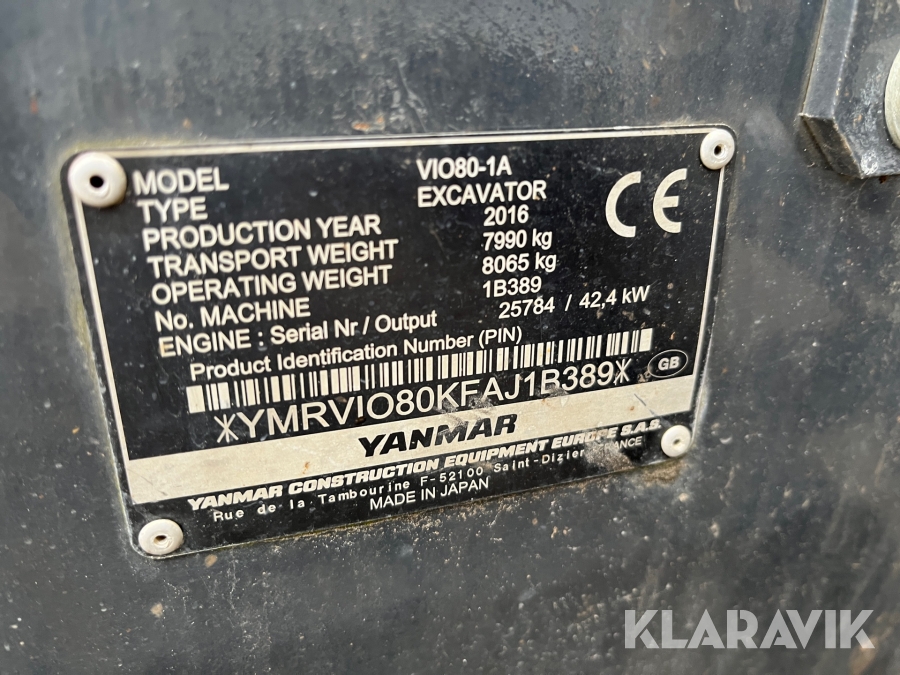 MODEL VIO80-1A
TYPE EXCAVATOR
PRODUCTION YEAR 2016
TRANSPORT WEIGHT 7990 kg
OPERATING WEIGHT 8065 kg
No. MACHINE 1B389
ENGINE : Serial Nr / Output 25784 / 42,4 kW
CE
Product Identification Number (PIN)
GB
*YMRVIO80KFAJ1B389*
YANMAR
YANMAR CONSTRUCTION EQUIPMENT EUROPE S.A.S.
Rue de la Tambourine F-52100 Saint-Dizier FRANCE
MADE IN JAPAN
KLARAVIK